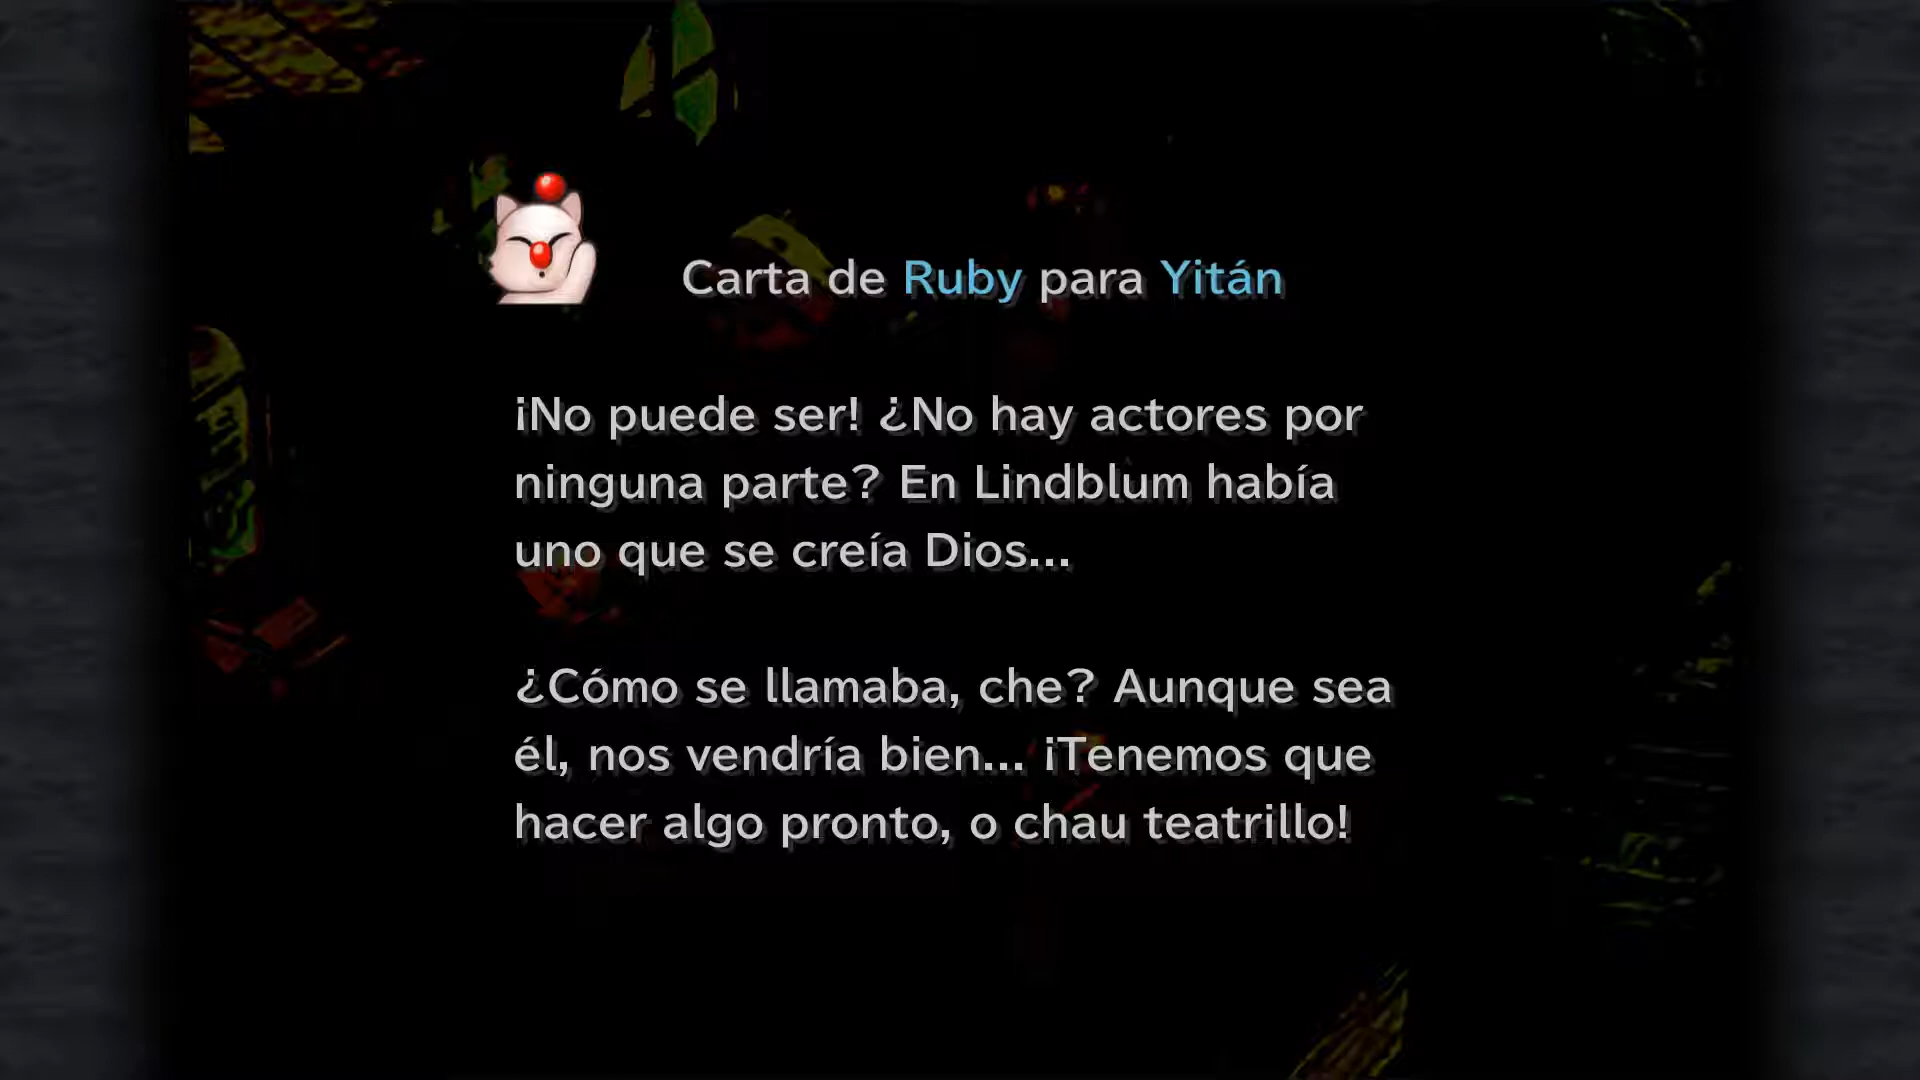 Carta de Ruby para Yitán
¡No puede ser! ¿No hay actores por
ninguna parte? En Lindblum había
uno que se creía Dios...
¿Cómo se llamaba, che? Aunque sea
él, nos vendría bien... ¡Tenemos que
hacer algo pronto, o chau teatrillo!